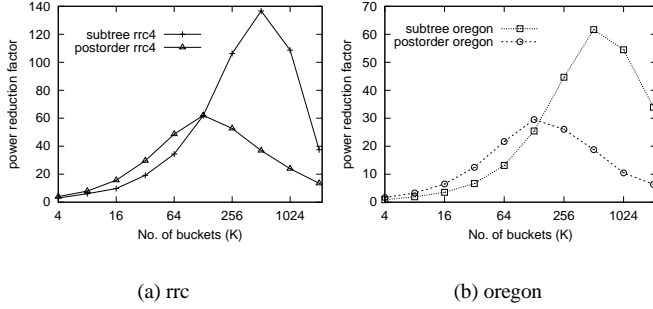 power reduction factor
140
120
100
80
60
40
20
0
subtree rrc4
postorder rrc4
4 16 64 256 1024
No. of buckets (K)
(a) rrc
power reduction factor
70
60
50
40
30
20
10
0
subtree oregon
postorder oregon
4 16 64 256 1024
No. of buckets (K)
(b) oregon